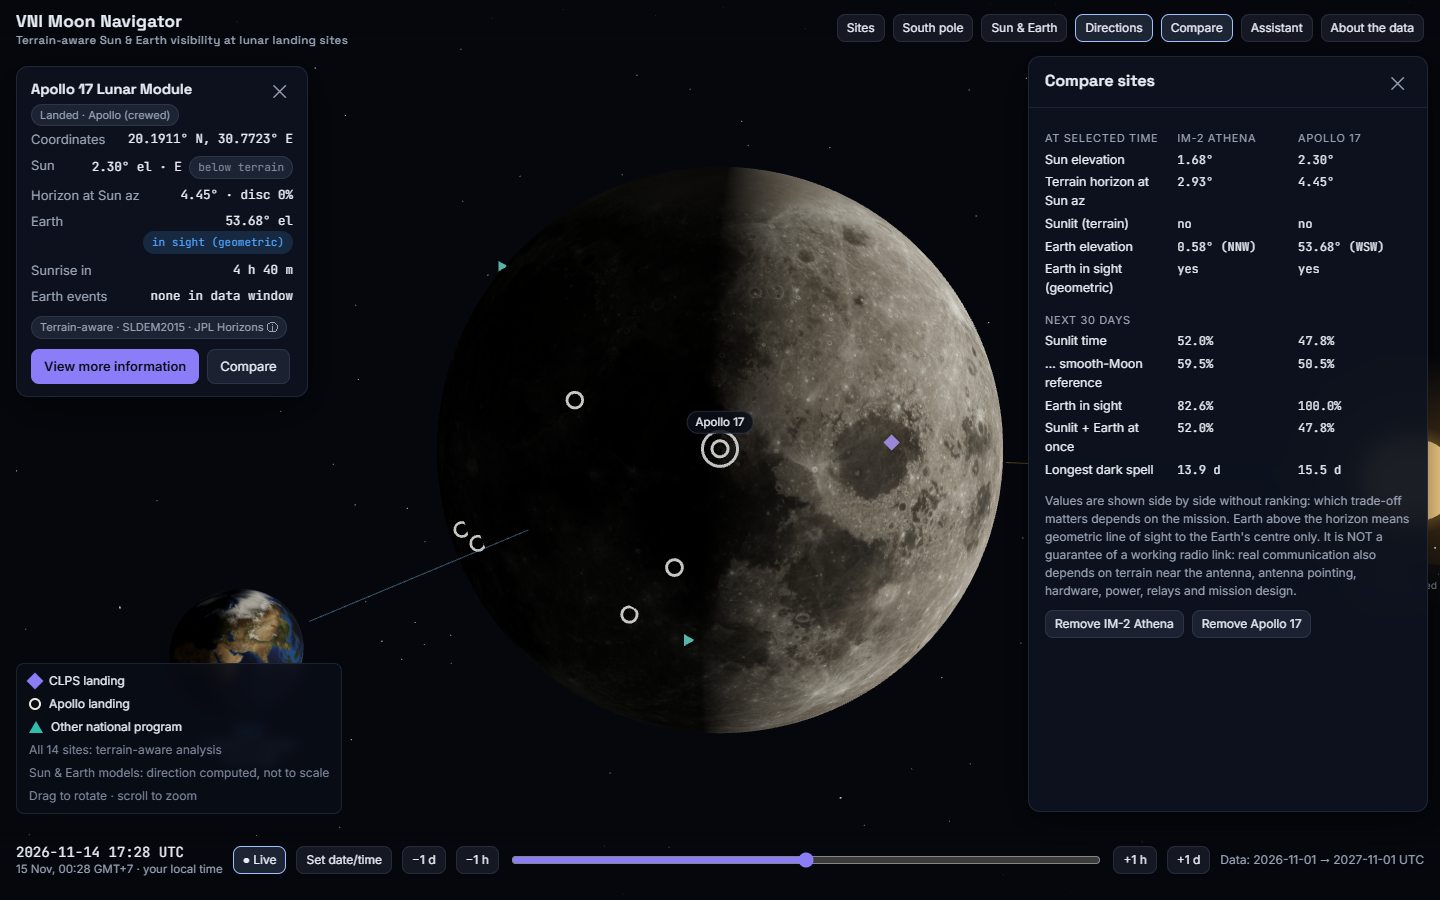 VNI Moon Navigator
Terrain-aware Sun & Earth visibility at lunar landing sites
Sites
South pole
Sun & Earth
Directions
Compare
Assistant
About the data
Apollo 17 Lunar Module
Landed · Apollo (crewed)
Coordinates 20.1911° N, 30.7723° E
Sun 2.30° el · E below terrain
Horizon at Sun az 4.45° · disc 0%
Earth 53.68° el
in sight (geometric)
Sunrise in 4 h 40 m
Earth events none in data window
Terrain-aware · SLDEM2015 · JPL Horizons ⓘ
View more information
Compare
Apollo 17
Compare sites
AT SELECTED TIME IM-2 ATHENA APOLLO 17
Sun elevation 1.68° 2.30°
Terrain horizon at 2.93° 4.45°
Sun az
Sunlit (terrain) no no
Earth elevation 0.58° (NNW) 53.68° (WSW)
Earth in sight yes yes
(geometric)
NEXT 30 DAYS
Sunlit time 52.0% 47.8%
… smooth-Moon 59.5% 50.5%
reference
Earth in sight 82.6% 100.0%
Sunlit + Earth at 52.0% 47.8%
once
Longest dark spell 13.9 d 15.5 d
Values are shown side by side without ranking: which trade-off
matters depends on the mission. Earth above the horizon means
geometric line of sight to the Earth's centre only. It is NOT a
guarantee of a working radio link: real communication also
depends on terrain near the antenna, antenna pointing,
hardware, power, relays and mission design.
Remove IM-2 Athena
Remove Apollo 17
CLPS landing
Apollo landing
Other national program
All 14 sites: terrain-aware analysis
Sun & Earth models: direction computed, not to scale
Drag to rotate · scroll to zoom
2026-11-14 17:28 UTC
15 Nov, 00:28 GMT+7 · your local time
● Live
Set date/time
−1 d
−1 h
+1 h
+1 d
Data: 2026-11-01 → 2027-11-01 UTC